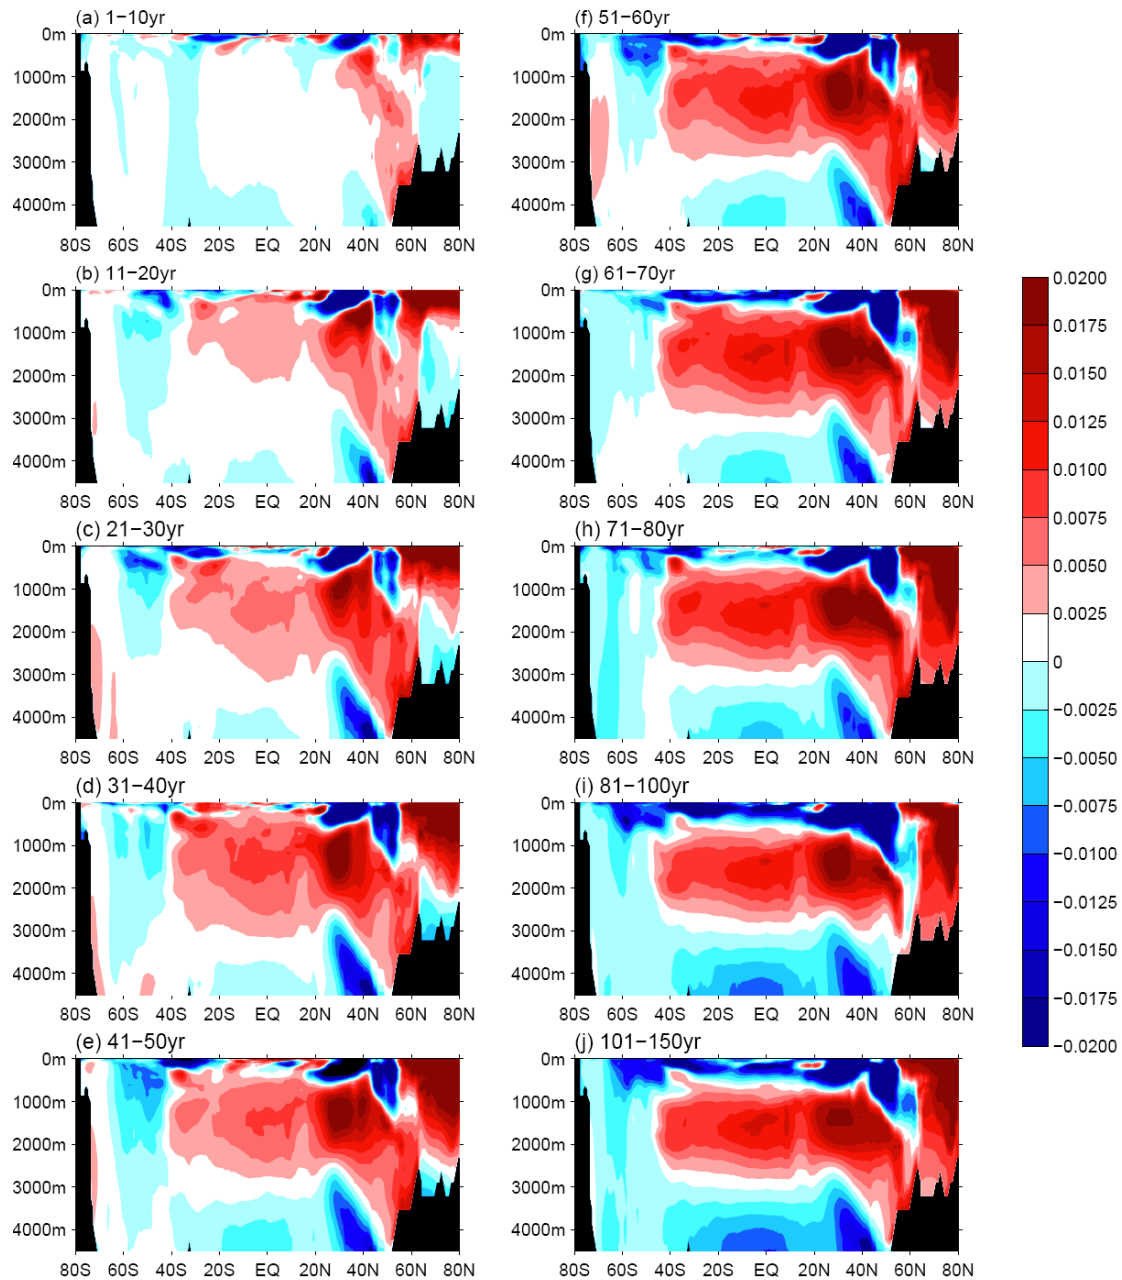 (a) 1−10yr
0m
1000m
2000m
3000m
4000m
80S 60S 40S 20S EQ 20N 40N 60N 80N
(b) 11−20yr
0m
1000m
2000m
3000m
4000m
80S 60S 40S 20S EQ 20N 40N 60N 80N
(c) 21−30yr
0m
1000m
2000m
3000m
4000m
80S 60S 40S 20S EQ 20N 40N 60N 80N
(d) 31−40yr
0m
1000m
2000m
3000m
4000m
80S 60S 40S 20S EQ 20N 40N 60N 80N
(e) 41−50yr
0m
1000m
2000m
3000m
4000m
80S 60S 40S 20S EQ 20N 40N 60N 80N
(f) 51−60yr
0m
1000m
2000m
3000m
4000m
80S 60S 40S 20S EQ 20N 40N 60N 80N
(g) 61−70yr
0m
1000m
2000m
3000m
4000m
80S 60S 40S 20S EQ 20N 40N 60N 80N
(h) 71−80yr
0m
1000m
2000m
3000m
4000m
80S 60S 40S 20S EQ 20N 40N 60N 80N
(i) 81−100yr
0m
1000m
2000m
3000m
4000m
80S 60S 40S 20S EQ 20N 40N 60N 80N
(j) 101−150yr
0m
1000m
2000m
3000m
4000m
80S 60S 40S 20S EQ 20N 40N 60N 80N
0.0200
0.0175
0.0150
0.0125
0.0100
0.0075
0.0050
0.0025
0
−0.0025
−0.0050
−0.0075
−0.0100
−0.0125
−0.0150
−0.0175
−0.0200